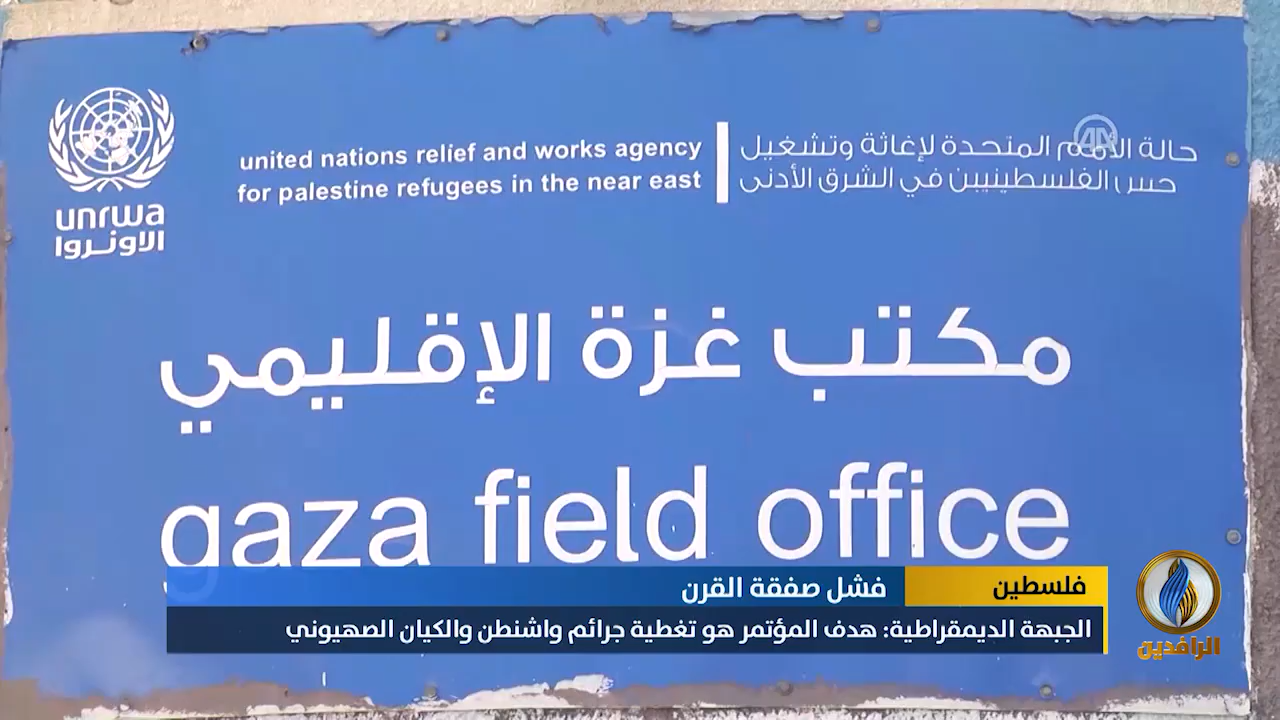 united nations relief and works agency
for palestine refugees in the near east
حالة الأمم المتحدة لإغاثة وتشغيل
الفلسطينيين في الشرق الأدنى
AA
unrwa
الاونروا
مكتب غزة الإقليمي
gaza field office
فلسطين
فشل صفقة القرن
الجبهة الديمقراطية: هدف المؤتمر هو تغطية جرائم واشنطن والكيان الصهيوني
الرافدين